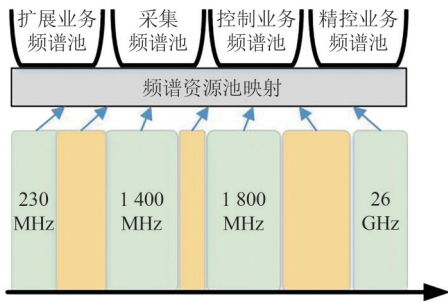 扩展业务
频谱池
采集
频谱池
控制业务
频谱池
精控业务
频谱池
频谱资源池映射
230
MHz
1 400
MHz
1 800
MHz
26
GHz